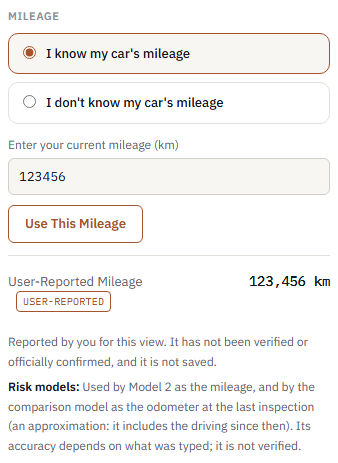 MILEAGE
I know my car's mileage
I don't know my car's mileage
Enter your current mileage (km)
123456
Use This Mileage
User-Reported Mileage 123,456 km
USER-REPORTED
Reported by you for this view. It has not been verified or
officially confirmed, and it is not saved.
Risk models: Used by Model 2 as the mileage, and by the
comparison model as the odometer at the last inspection
(an approximation: it includes the driving since then). Its
accuracy depends on what was typed; it is not verified.